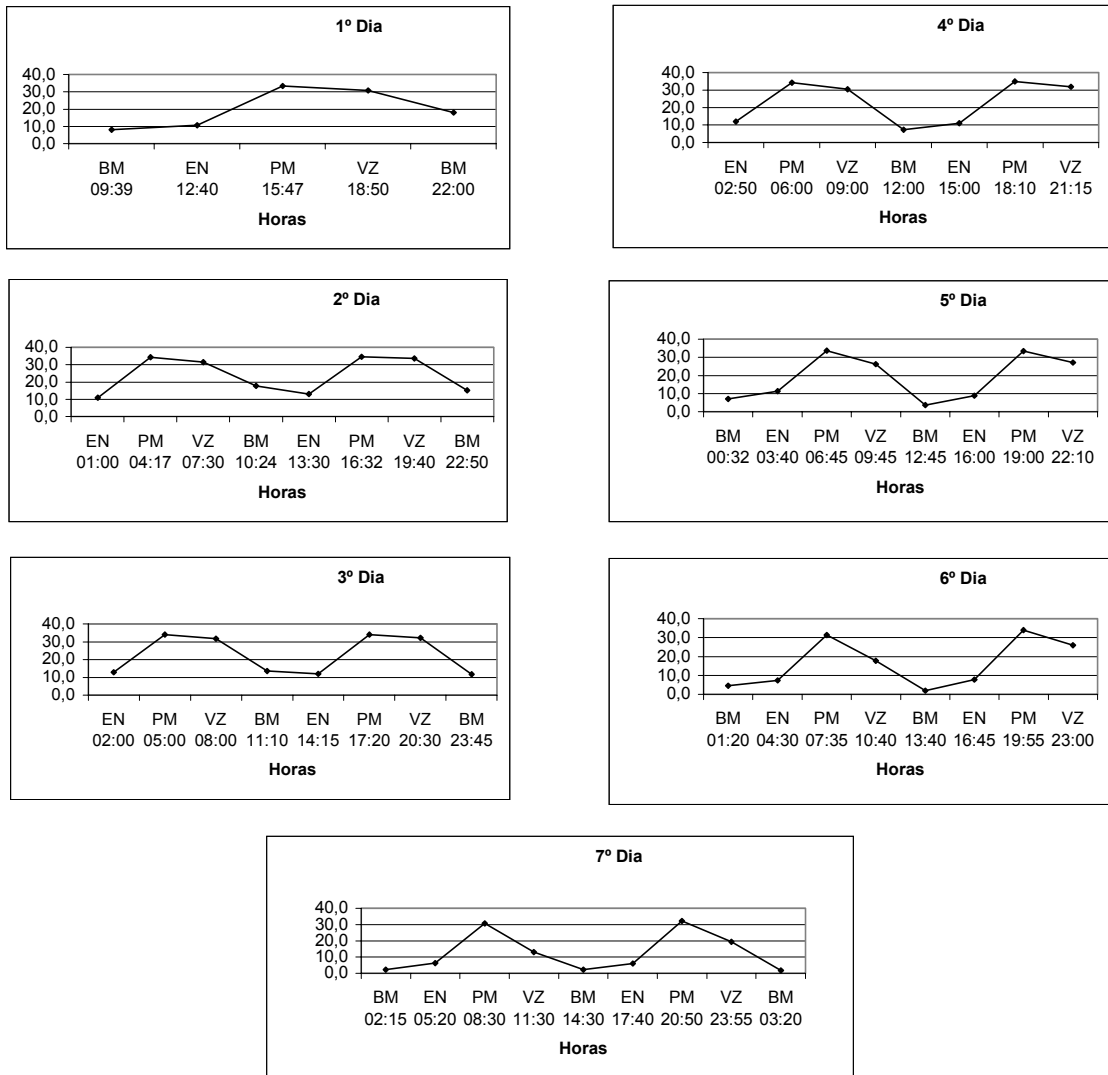 1º Dia
40,0
30,0
20,0
10,0
0,0
BM EN PM VZ BM
09:39 12:40 15:47 18:50 22:00
Horas
2º Dia
40,0
30,0
20,0
10,0
0,0
EN PM VZ BM EN PM VZ BM
01:00 04:17 07:30 10:24 13:30 16:32 19:40 22:50
Horas
3º Dia
40,0
30,0
20,0
10,0
0,0
EN PM VZ BM EN PM VZ BM
02:00 05:00 08:00 11:10 14:15 17:20 20:30 23:45
Horas
4º Dia
40,0
30,0
20,0
10,0
0,0
EN PM VZ BM EN PM VZ
02:50 06:00 09:00 12:00 15:00 18:10 21:15
Horas
5º Dia
40,0
30,0
20,0
10,0
0,0
BM EN PM VZ BM EN PM VZ
00:32 03:40 06:45 09:45 12:45 16:00 19:00 22:10
Horas
6º Dia
40,0
30,0
20,0
10,0
0,0
BM EN PM VZ BM EN PM VZ
01:20 04:30 07:35 10:40 13:40 16:45 19:55 23:00
Horas
7º Dia
40,0
30,0
20,0
10,0
0,0
BM EN PM VZ BM EN PM VZ BM
02:15 05:20 08:30 11:30 14:30 17:40 20:50 23:55 03:20
Horas